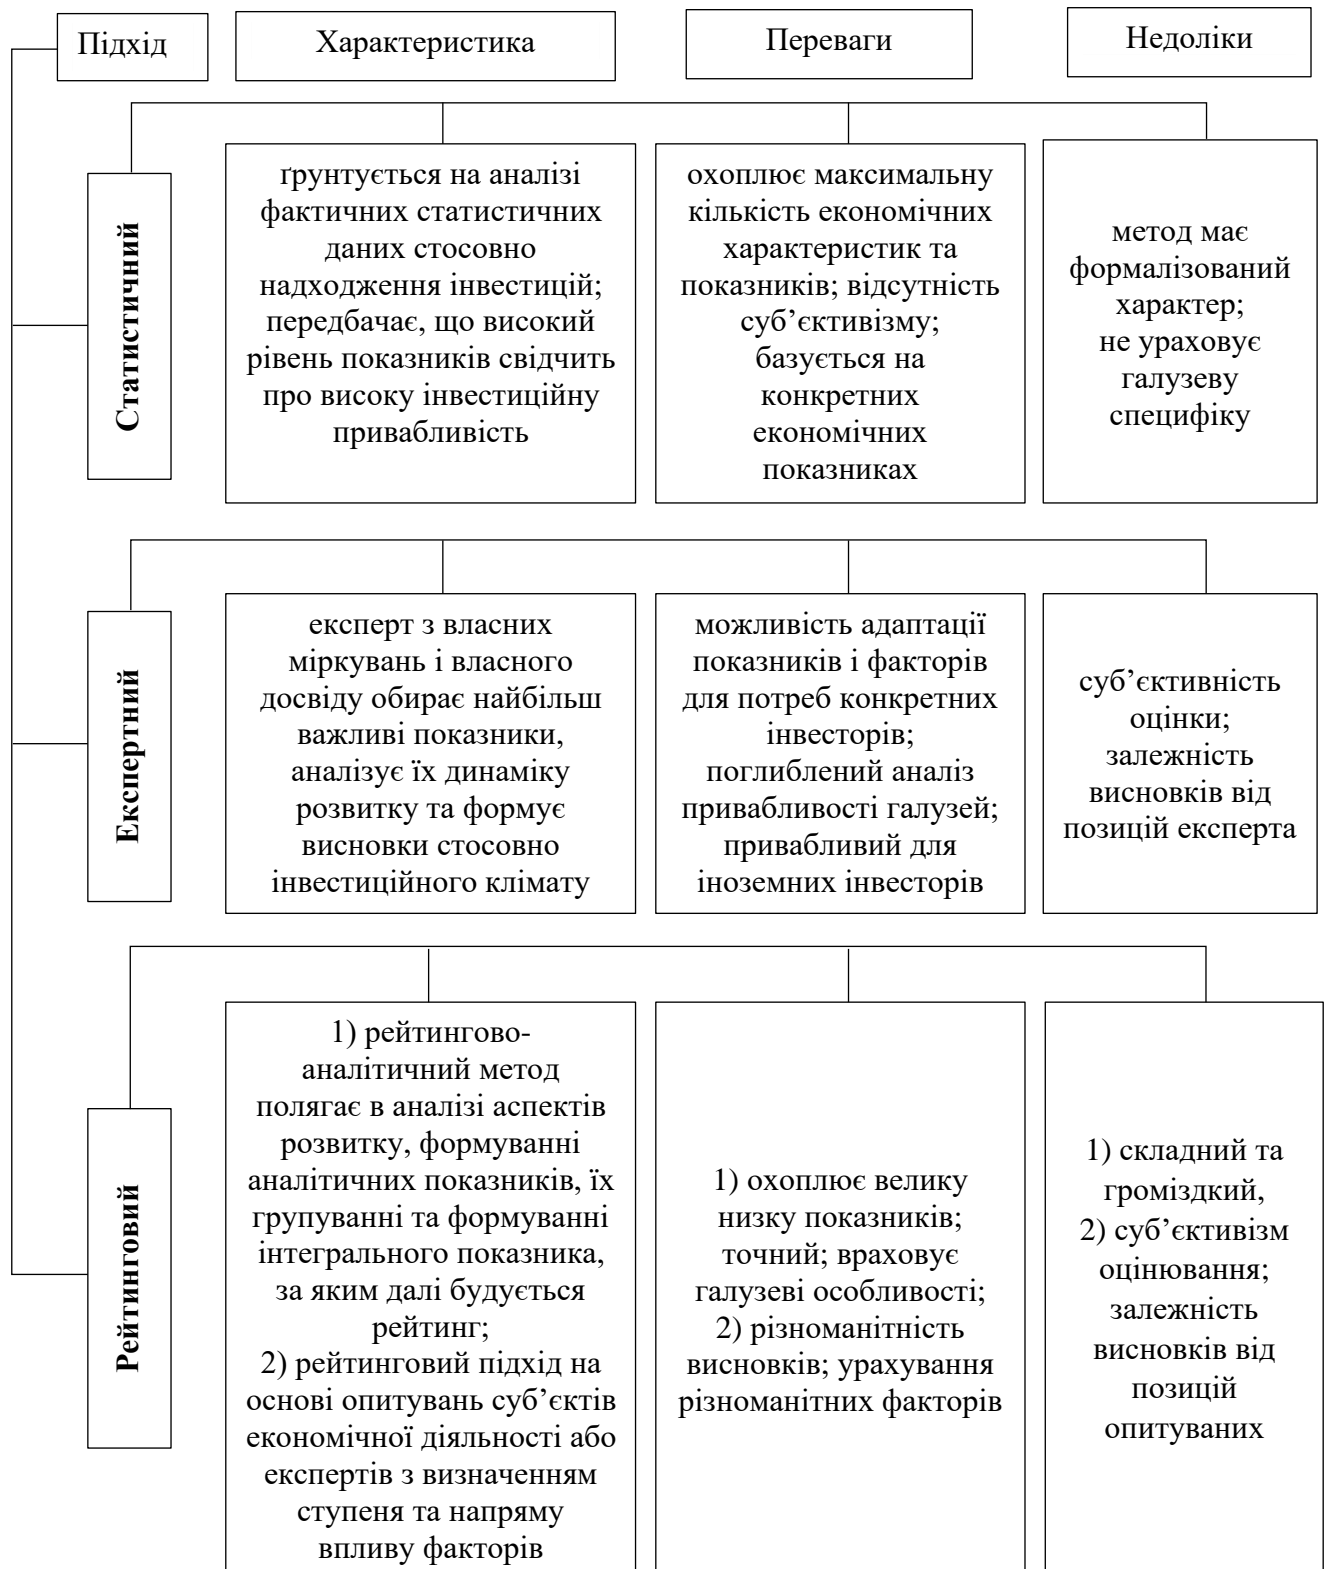 Підхід
Характеристика
Переваги
Недоліки
Статистичний
ґрунтується на аналізі
фактичних статистичних
даних стосовно
надходження інвестицій;
передбачає, що високий
рівень показників свідчить
про високу інвестиційну
привабливість
охоплює максимальну
кількість економічних
характеристик та
показників; відсутність
суб’єктивізму;
базується на
конкретних
економічних
показниках
метод має
формалізований
характер;
не ураховує
галузеву
специфіку
Експертний
експерт з власних
міркувань і власного
досвіду обирає найбільш
важливі показники,
аналізує їх динаміку
розвитку та формує
висновки стосовно
інвестиційного клімату
можливість адаптації
показників і факторів
для потреб конкретних
інвесторів;
поглиблений аналіз
привабливості галузей;
привабливий для
іноземних інвесторів
суб’єктивність
оцінки;
залежність
висновків від
позицій експерта
Рейтинговий
1) рейтингово-
аналітичний метод
полягає в аналізі аспектів
розвитку, формуванні
аналітичних показників, їх
групуванні та формуванні
інтегрального показника,
за яким далі будується
рейтинг;
2) рейтинговий підхід на
основі опитувань суб’єктів
економічної діяльності або
експертів з визначенням
ступеня та напряму
впливу факторів
1) охоплює велику
низку показників;
точний; враховує
галузеві особливості;
2) різноманітність
висновків; урахування
різноманітних факторів
1) складний та
громіздкий,
2) суб’єктивізм
оцінювання;
залежність
висновків від
позицій
опитуваних